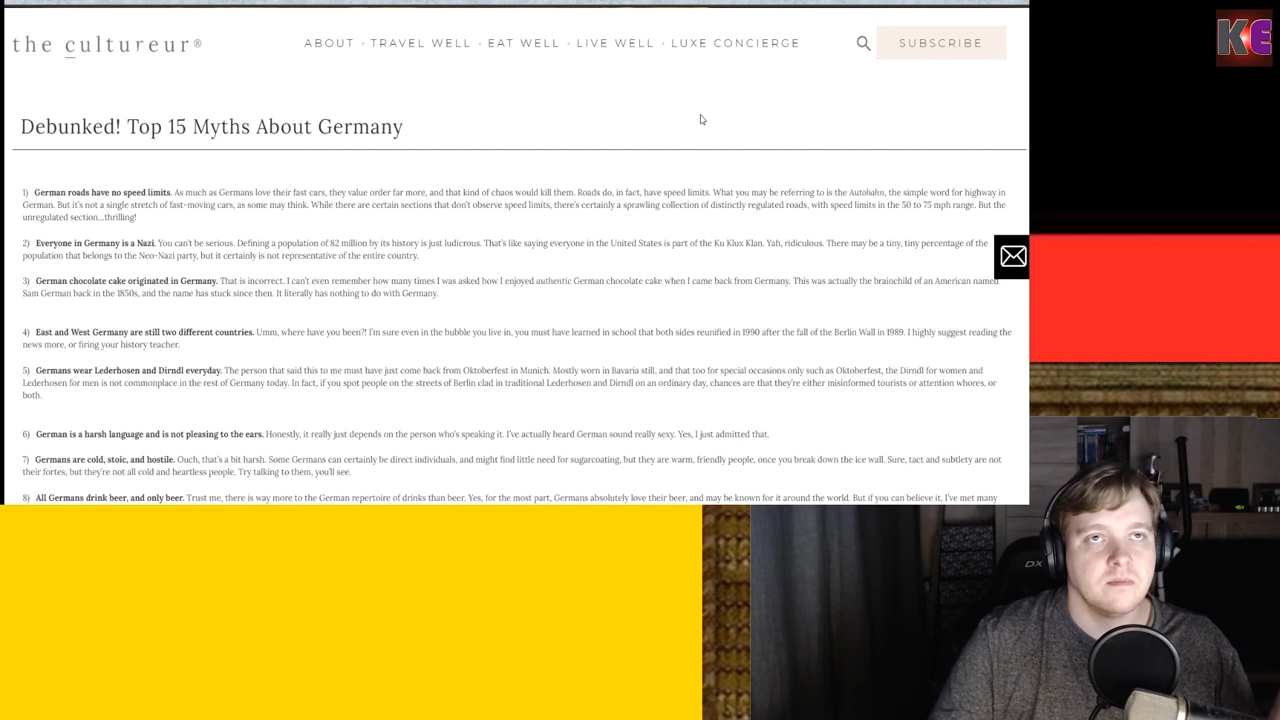 the cultureur®
ABOUT • TRAVEL WELL • EAT WELL • LIVE WELL • LUXE CONCIERGE
SUBSCRIBE
KE
Debunked! Top 15 Myths About Germany
1) German roads have no speed limits. As much as Germans love their fast cars, they value order far more, and that kind of chaos would kill them. Roads do, in fact, have speed limits. What you may be referring to is the Autobahn, the simple word for highway in
German. But it's not a single stretch of fast-moving cars, as some may think. While there are certain sections that don't observe speed limits, there's certainly a sprawling collection of distinctly regulated roads, with speed limits in the 50 to 75 mph range. But the
unregulated section...thrilling!
2) Everyone in Germany is a Nazi. You can't be serious. Defining a population of 82 million by its history is just ludicrous. That's like saying everyone in the United States is part of the Ku Klux Klan. Yah, ridiculous. There may be a tiny, tiny percentage of the
population that belongs to the Neo-Nazi party, but it certainly is not representative of the entire country.
3) German chocolate cake originated in Germany. That is incorrect. I can't even remember how many times I was asked how I enjoyed authentic German chocolate cake when I came back from Germany. This was actually the brainchild of an American named
Sam German back in the 1850s, and the name has stuck since then. It literally has nothing to do with Germany.
4) East and West Germany are still two different countries. Umm, where have you been?! I'm sure even in the bubble you live in, you must have learned in school that both sides reunified in 1990 after the fall of the Berlin Wall in 1989. I highly suggest reading the
news more, or firing your history teacher.
5) Germans wear Lederhosen and Dirndl everyday. The person that said this to me must have just come back from Oktoberfest in Munich. Mostly worn in Bavaria still, and that too for special occasions only such as Oktoberfest, the Dirndl for women and
Lederhosen for men is not commonplace in the rest of Germany today. In fact, if you spot people on the streets of Berlin clad in traditional Lederhosen and Dirndl on an ordinary day, chances are that they're either misinformed tourists or attention whores, or
both.
6) German is a harsh language and is not pleasing to the ears. Honestly, it really just depends on the person who's speaking it. I've actually heard German sound really sexy. Yes, I just admitted that.
7) Germans are cold, stoic, and hostile. Ouch, that's a bit harsh. Some Germans can certainly be direct individuals, and might find little need for sugarcoating, but they are warm, friendly people, once you break down the ice wall. Sure, tact and subtlety are not
their fortes, but they're not all cold and heartless people. Try talking to them, you'll see.
8) All Germans drink beer, and only beer. Trust me, there is way more to the German repertoire of drinks than beer. Yes, for the most part, Germans absolutely love their beer, and may be known for it around the world. But if you can believe it, I've met many
DX